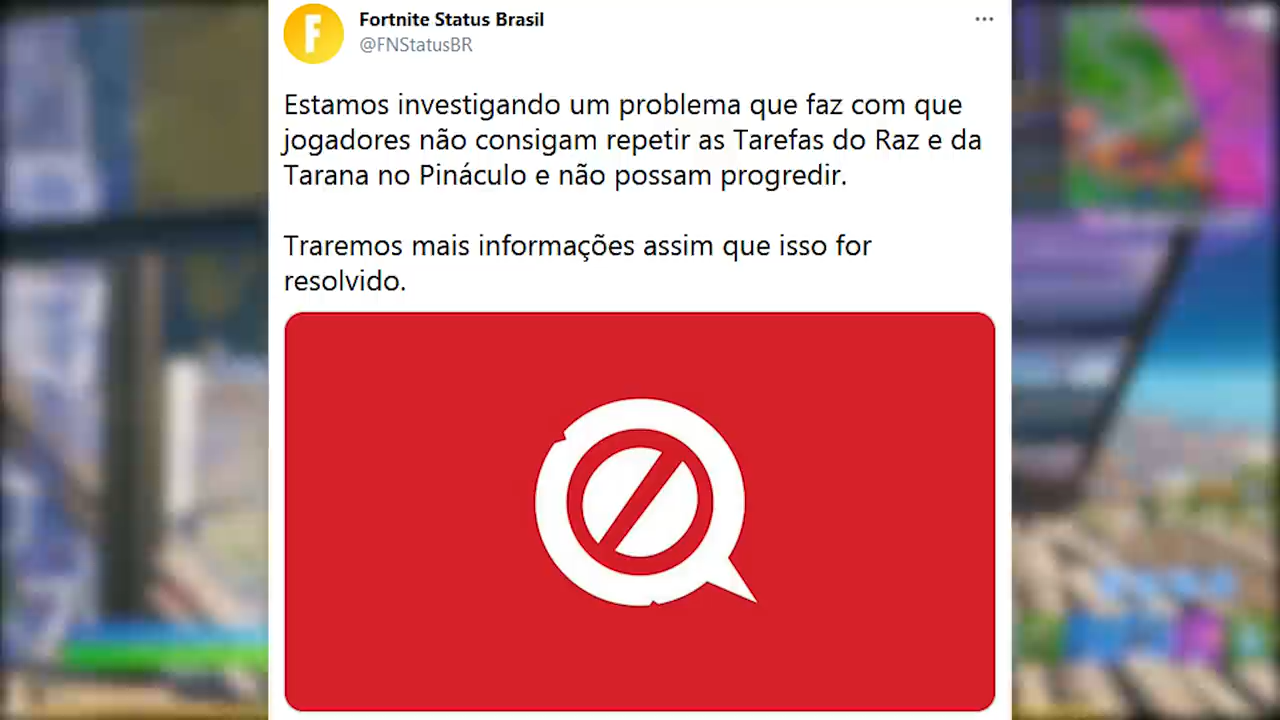 Fortnite Status Brasil
@FNStatusBR
Estamos investigando um problema que faz com que
jogadores não consigam repetir as Tarefas do Raz e da
Tarana no Pináculo e não possam progredir.
Traremos mais informações assim que isso for
resolvido.